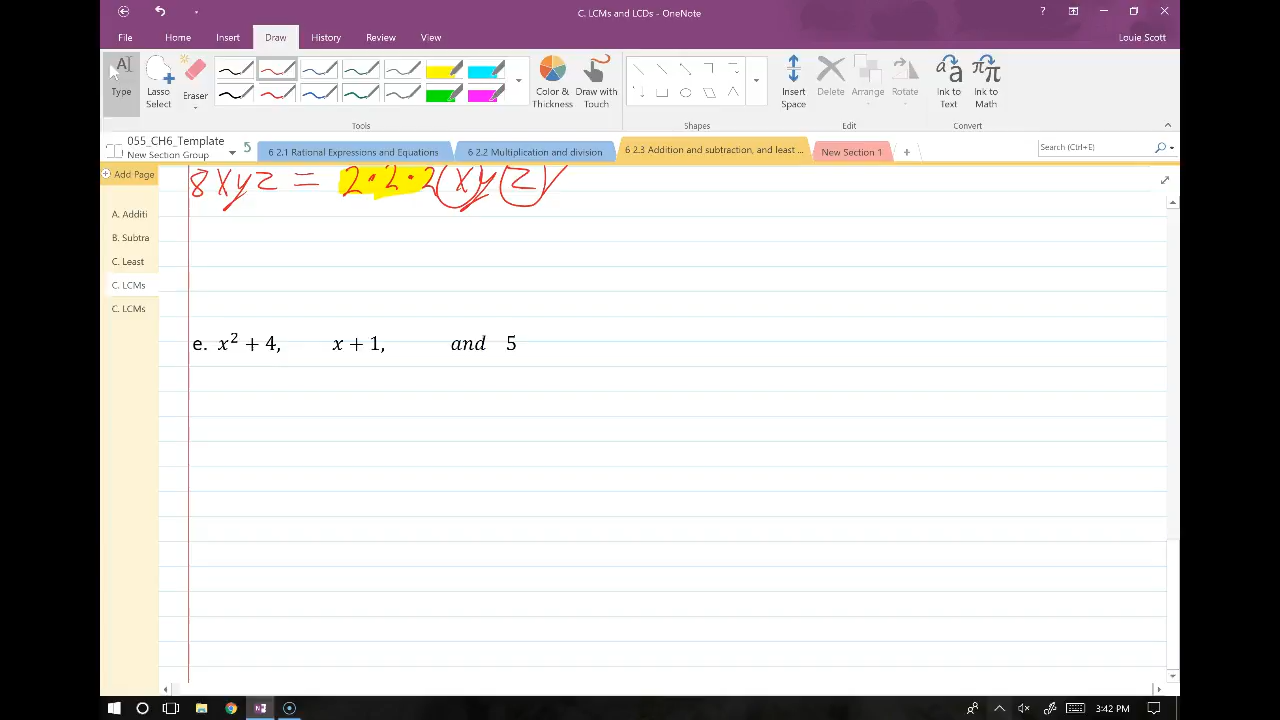 C. LCMs and LCDs - OneNote
?
File Home Insert Draw History Review View
Louie Scott
Type
Lasso Select
Eraser
Color & Thickness
Draw with Touch
Insert Space
Delete
Arrange
Rotate
Ink to Text
Ink to Math
Tools Shapes Edit Convert
055_CH6_Template
New Section Group
6 2.1 Rational Expressions and Equations
6 2.2 Multiplication and division
6 2.3 Addition and subtraction, and least ...
New Section 1
+
Search (Ctrl+E)
Add Page
A. Additi
B. Subtra
C. Least
C. LCMs
C. LCMs
8xyz = 2·2·2(x)y(z)
e. x² + 4, x + 1, and 5
3:42 PM